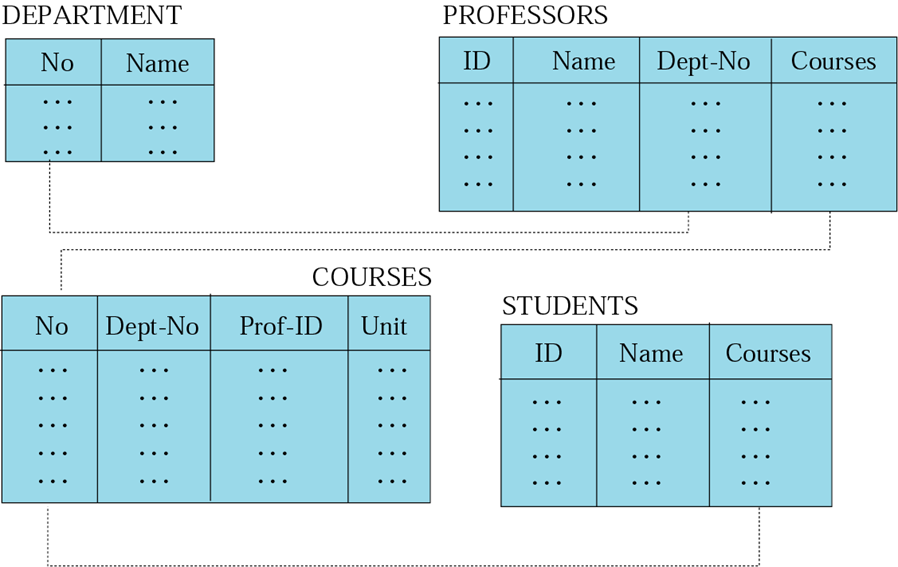 DEPARTMENT
No Name
... ...
... ...
... ...
PROFESSORS
ID Name Dept-No Courses
... ... ... ...
... ... ... ...
... ... ... ...
... ... ... ...
COURSES
No Dept-No Prof-ID Unit
... ... ... ...
... ... ... ...
... ... ... ...
... ... ... ...
... ... ... ...
STUDENTS
ID Name Courses
... ... ...
... ... ...
... ... ...
... ... ...